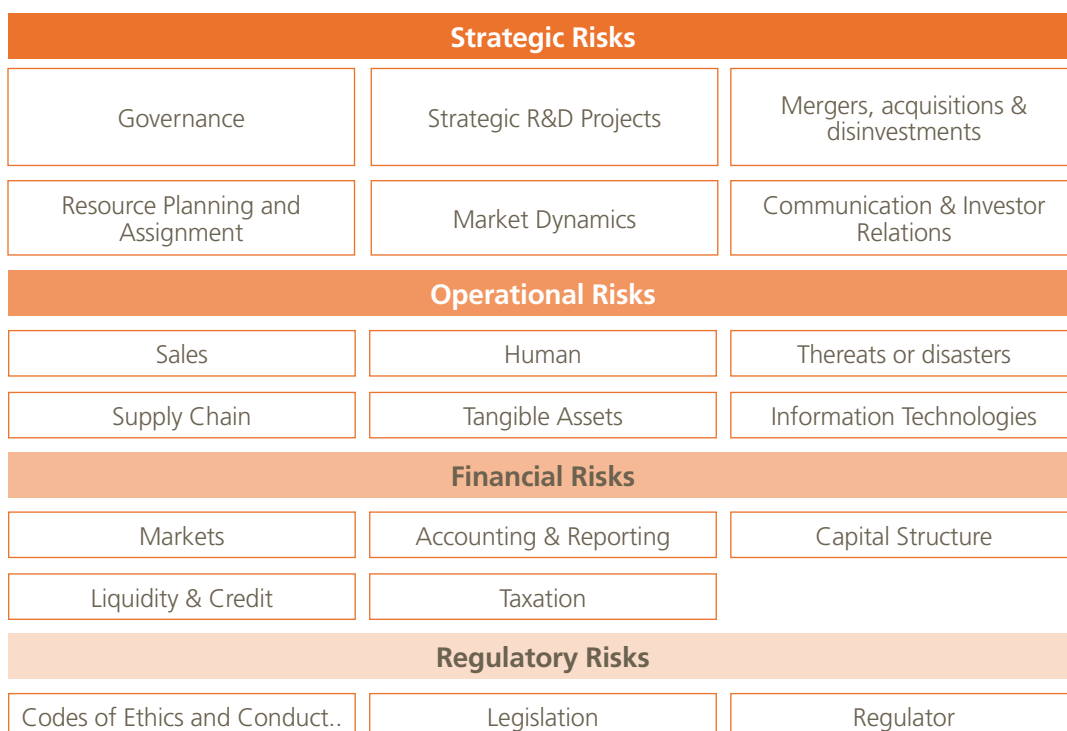 Strategic Risks
Governance
Strategic R&D Projects
Mergers, acquisitions &
disinvestments
Resource Planning and
Assignment
Market Dynamics
Communication & Investor
Relations
Operational Risks
Sales
Human
Thereats or disasters
Supply Chain
Tangible Assets
Information Technologies
Financial Risks
Markets
Accounting & Reporting
Capital Structure
Liquidity & Credit
Taxation
Regulatory Risks
Codes of Ethics and Conduct..
Legislation
Regulator